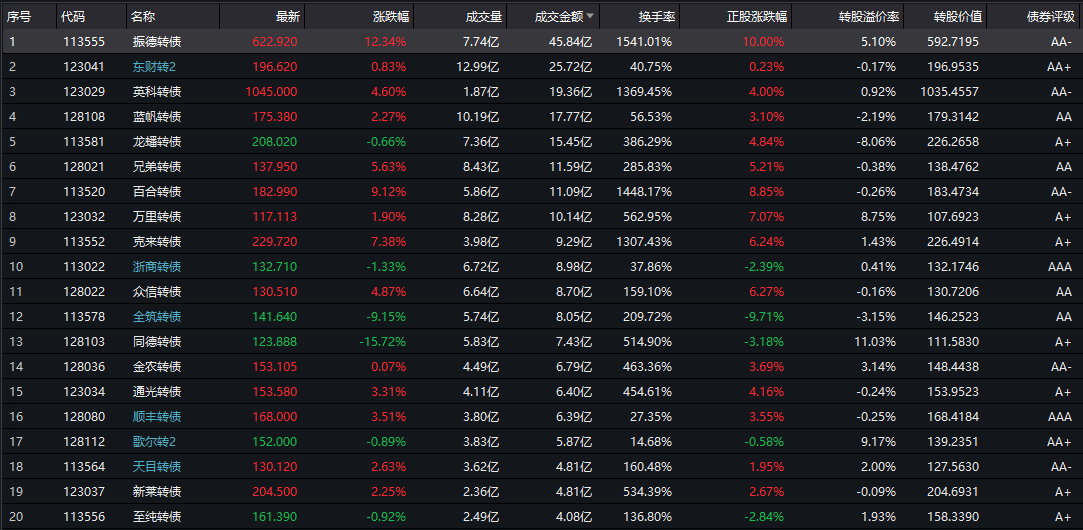 序号 代码 名称 最新 涨跌幅 成交量 成交金额 换手率 正股涨跌幅 转股溢价率 转股价值 债券评级
1 113555 振德转债 622.920 12.34% 7.74亿 45.84亿 1541.01% 10.00% 5.10% 592.7195 AA-
2 123041 东财转2 196.620 0.83% 12.99亿 25.72亿 40.75% 0.23% -0.17% 196.9535 AA+
3 123029 英科转债 1045.000 4.60% 1.87亿 19.36亿 1369.45% 4.00% 0.92% 1035.4557 AA-
4 128108 蓝帆转债 175.380 2.27% 10.19亿 17.77亿 56.53% 3.10% -2.19% 179.3142 AA
5 113581 龙蟠转债 208.020 -0.66% 7.36亿 15.45亿 386.29% 4.84% -8.06% 226.2658 A+
6 128021 兄弟转债 137.950 5.63% 8.43亿 11.59亿 285.83% 5.21% -0.38% 138.4762 AA
7 113520 百合转债 182.990 9.12% 5.86亿 11.09亿 1448.17% 8.85% -0.26% 183.4734 AA-
8 123032 万里转债 117.113 1.90% 8.28亿 10.14亿 562.95% 7.07% 8.75% 107.6923 A+
9 113552 克来转债 229.720 7.38% 3.98亿 9.29亿 1307.43% 6.24% 1.43% 226.4914 A+
10 113022 浙商转债 132.710 -1.33% 6.72亿 8.98亿 37.86% -2.39% 0.41% 132.1746 AAA
11 128022 众信转债 130.510 4.87% 6.64亿 8.70亿 159.10% 6.27% -0.16% 130.7206 AA
12 113578 全筑转债 141.640 -9.15% 5.74亿 8.05亿 209.72% -9.71% -3.15% 146.2523 AA
13 128103 同德转债 123.888 -15.72% 5.83亿 7.43亿 514.90% -3.18% 11.03% 111.5830 A+
14 128036 金农转债 153.105 0.07% 4.49亿 6.79亿 463.36% 3.69% 3.14% 148.4438 AA-
15 123034 通光转债 153.580 3.31% 4.11亿 6.40亿 454.61% 4.16% -0.24% 153.9523 A+
16 128080 顺丰转债 168.000 3.51% 3.80亿 6.39亿 27.35% 3.55% -0.25% 168.4184 AAA
17 128112 歌尔转2 152.000 -0.89% 3.83亿 5.87亿 14.68% -0.58% 9.17% 139.2351 AA+
18 113564 天目转债 130.120 2.63% 3.62亿 4.81亿 160.48% 1.95% 2.00% 127.5630 AA-
19 123037 新莱转债 204.500 2.25% 2.36亿 4.81亿 534.39% 2.67% -0.09% 204.6931 A+
20 113556 至纯转债 161.390 -0.92% 2.49亿 4.08亿 136.80% -2.84% 1.93% 158.3390 A+